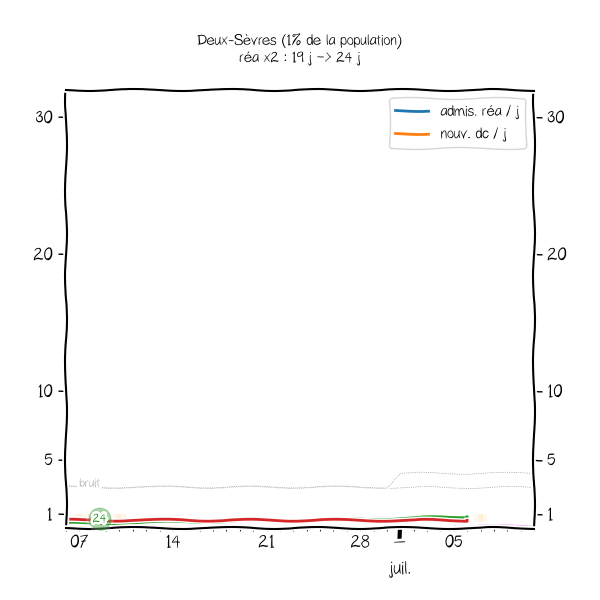 Deux-Sèvres (1% de la population)
réa x2 : 19 j -> 24 j
admis. réa / j
nouv. dc / j
30 30
20 20
10 10
5 5
bruit
24
1 1
07 14 21 28 1 05
juil.